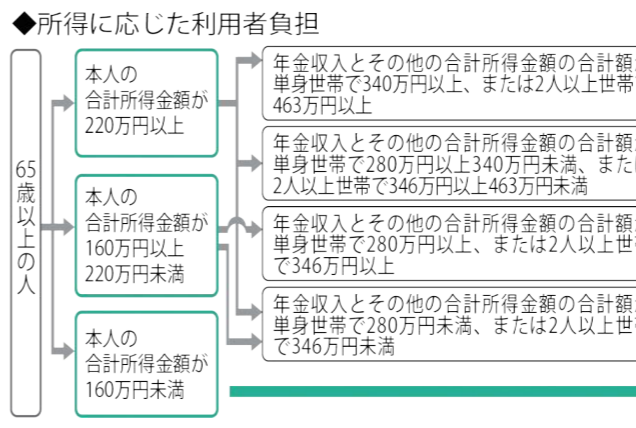 ◆所得に応じた利用者負担
65歳以上の人
本人の
合計所得金額が
220万円以上
本人の
合計所得金額が
160万円以上
220万円未満
本人の
合計所得金額が
160万円未満
年金収入とその他の合計所得金額の合計額
単身世帯で340万円以上、または2人以上世帯
463万円以上
年金収入とその他の合計所得金額の合計額
単身世帯で280万円以上340万円未満、また
2人以上世帯で346万円以上463万円未満
年金収入とその他の合計所得金額の合計額
単身世帯で280万円以上、または2人以上世
で346万円以上
年金収入とその他の合計所得金額の合計額
単身世帯で280万円未満、または2人以上世
で346万円未満